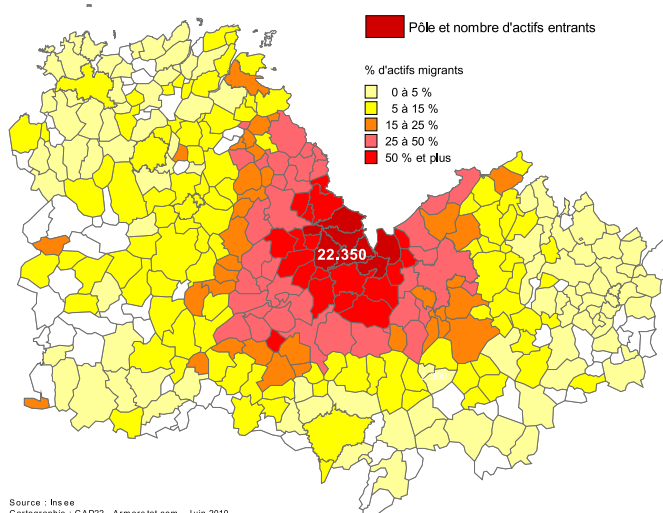 Pôle et nombre d'actifs entrants
% d'actifs migrants
0 à 5 %
5 à 15 %
15 à 25 %
25 à 50 %
50 % et plus
22.350
Source : Insee